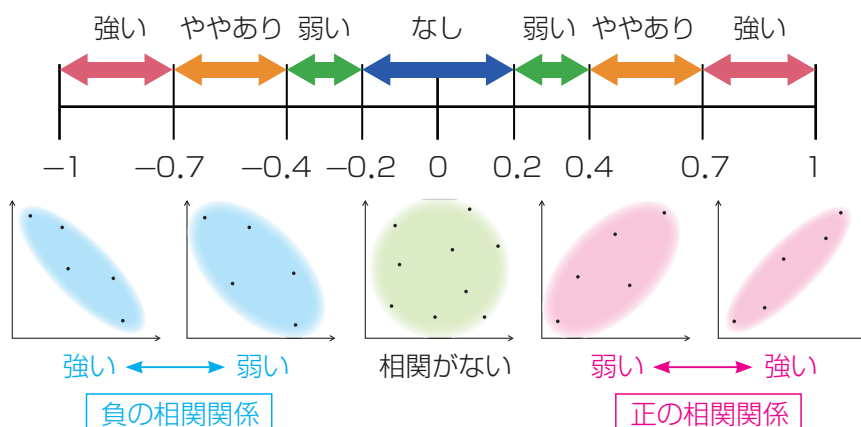 強い ややあり 弱い なし 弱い ややあり 強い
−1 −0.7 −0.4 −0.2 0 0.2 0.4 0.7 1
強い 弱い 相関がない 弱い 強い
負の相関関係 正の相関関係